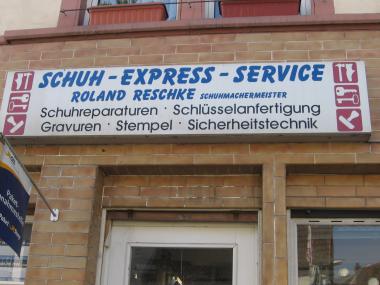 SCHUH - EXPRESS - SERVICE
ROLAND RESCHKE SCHUHMACHERMEISTER
Schuhreparaturen · Schlüsselanfertigung
Gravuren · Stempel · Sicherheitstechnik